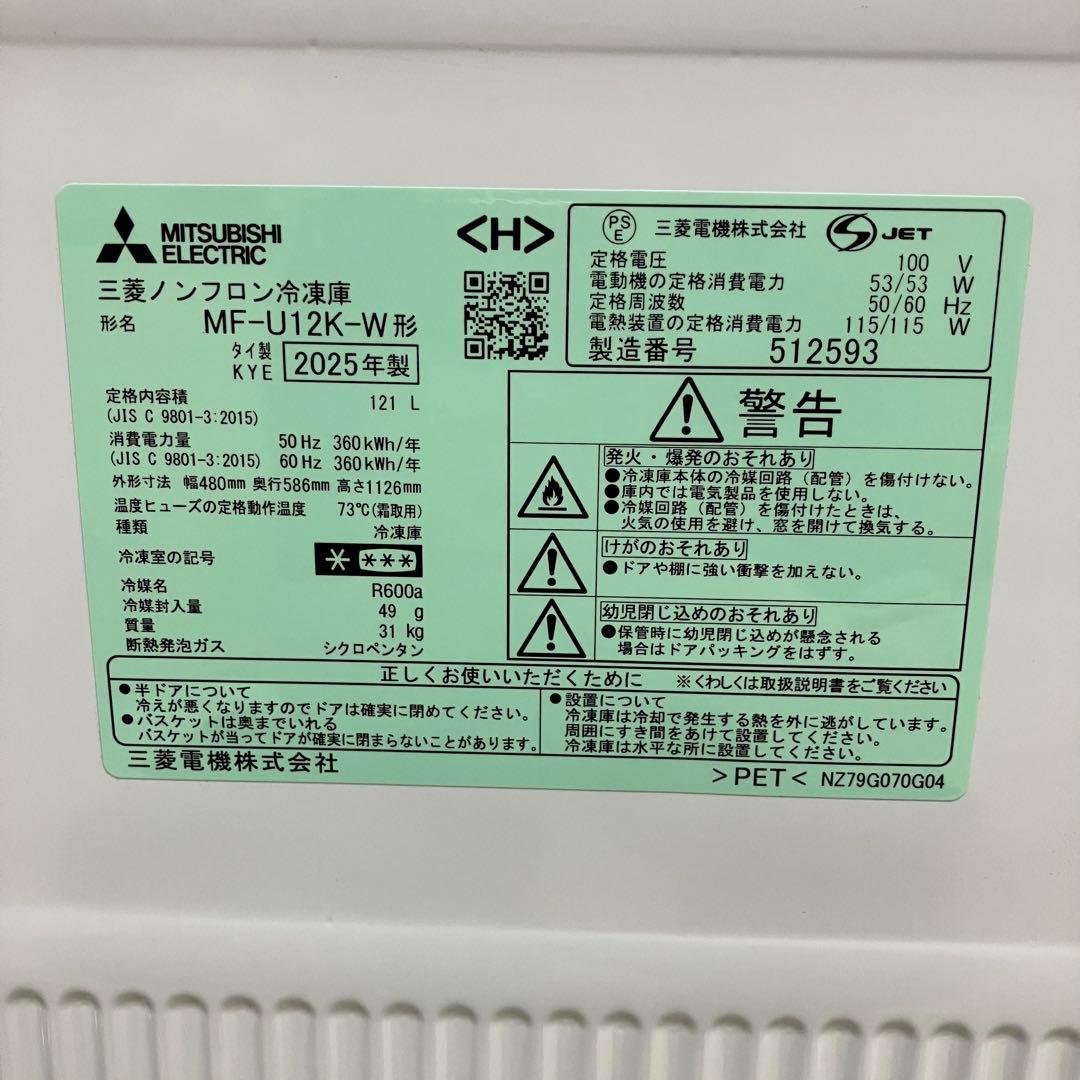 MITSUBISHI
ELECTRIC
<H>
三菱ノンフロン冷凍庫
形名 MF-U12K-W形
タイ製
KYE 2025年製
定格内容積 121 L
(JIS C 9801-3:2015)
消費電力量 50Hz 360kWh/年
(JIS C 9801-3:2015) 60Hz 360kWh/年
外形寸法 幅480mm 奥行586mm 高さ1126mm
温度ヒューズの定格動作温度 73℃(霜取用)
種類 冷凍庫
冷凍室の記号 * ***
冷媒名 R600a
冷媒封入量 49 g
質量 31 kg
断熱発泡ガス シクロペンタン
PS
E 三菱電機株式会社 S JET
定格電圧 100 V
電動機の定格消費電力 53/53 W
定格周波数 50/60 Hz
電熱装置の定格消費電力 115/115 W
製造番号 512593
警告
発火・爆発のおそれあり
●冷凍庫本体の冷媒回路(配管)を傷付けない。
●庫内では電気製品を使用しない。
●冷媒回路(配管)を傷付けたときは、
火気の使用を避け、窓を開けて換気する。
けがのおそれあり
●ドアや棚に強い衝撃を加えない。
幼児閉じ込めのおそれあり
●保管時に幼児閉じ込めが懸念される
場合はドアパッキングをはずす。
正しくお使いいただくために ※くわしくは取扱説明書をご覧ください
●半ドアについて
冷えが悪くなりますのでドアは確実に閉めてください。
●バスケットは奥までいれる
バスケットが当ってドアが確実に閉まらないことがあります。
●設置について
冷凍庫は冷却で発生する熱を外に逃がしています。
周囲にすき間をあけて設置してください。
冷凍庫は水平な所に設置してください。
三菱電機株式会社
>PET< NZ79G070G04